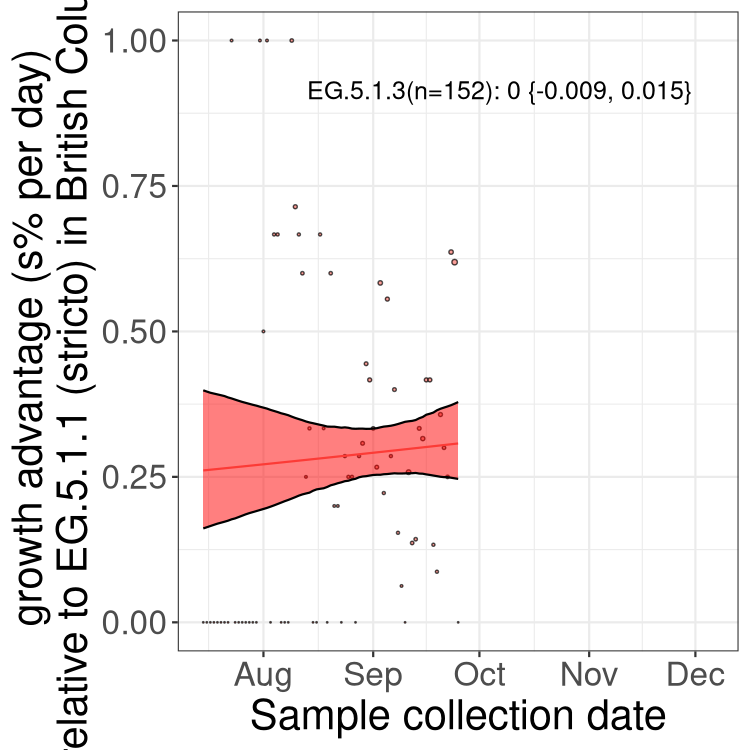 growth advantage (s% per day)
relative to EG.5.1.1 (stricto) in British
1.00
0.75
0.50
0.25
0.00
EG.5.1.3(n=152): 0 {-0.009, 0.015}
Aug Sep Oct Nov Dec
Sample collection date